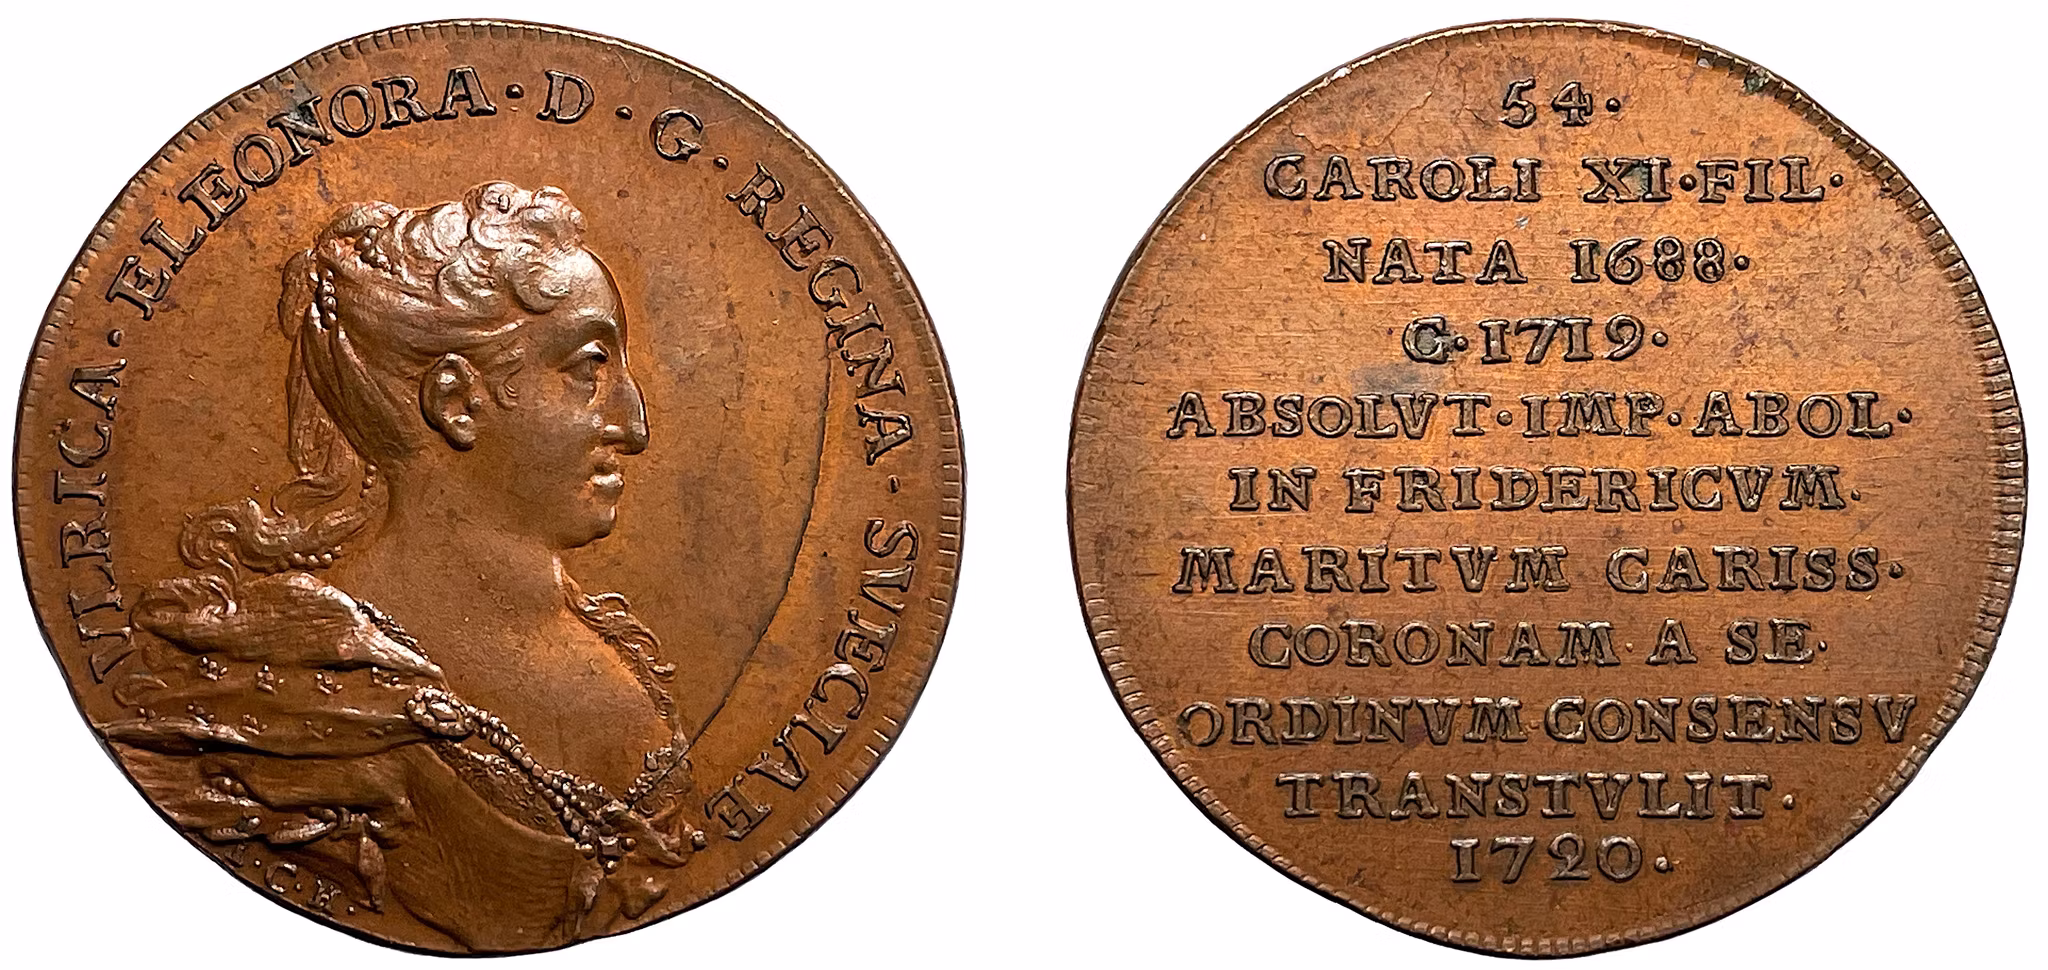 VLRICA · ELEONORA · D · G · REGINA · SVECIAE
I · C · H ·
54 ·
CAROLI XI · FIL ·
NATA 1688 ·
C · 1719 ·
ABSOLVT · IMP · ABOL ·
IN FRIDERICVM ·
MARITVM CARISS ·
CORONAM · A SE ·
ORDINVM CONSENSV
TRANSTVLIT ·
1720 ·